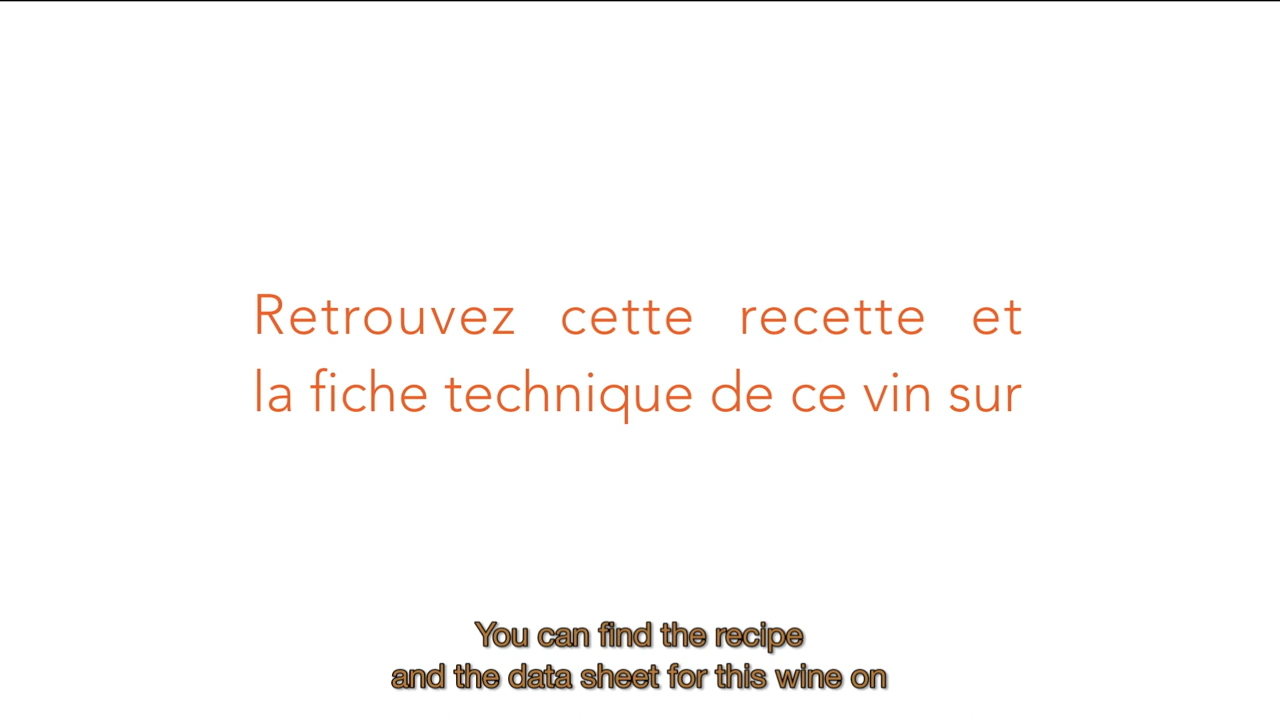 Retrouvez cette recette et
la fiche technique de ce vin sur
You can find the recipe
and the data sheet for this wine on